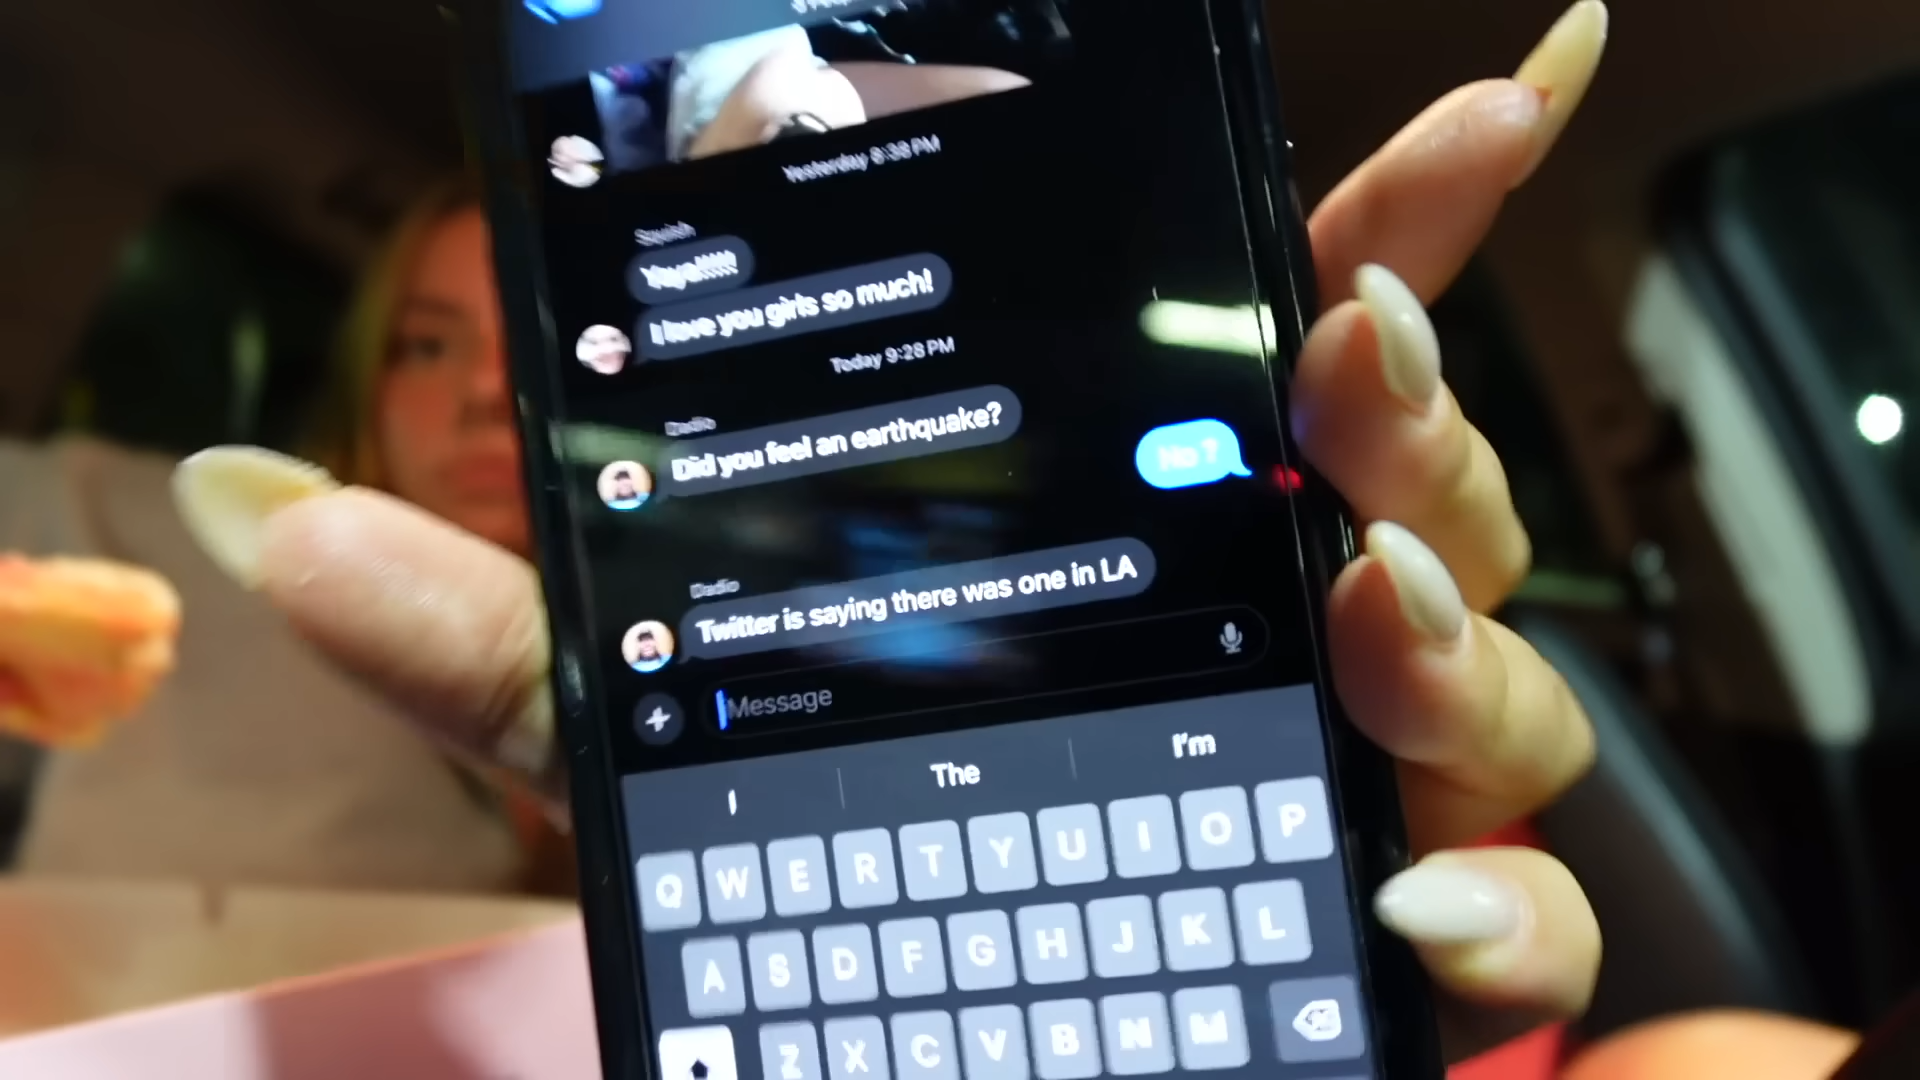 Yesterday 8:38 PM
Squish
Yaya!!!!!
I love you girls so much!
Today 9:28 PM
Dadio
Did you feel an earthquake?
No ?
Dadio
Twitter is saying there was one in LA
Message
I The I'm
Q W E R T Y U I O P
A S D F G H J K L
Z X C V B N M